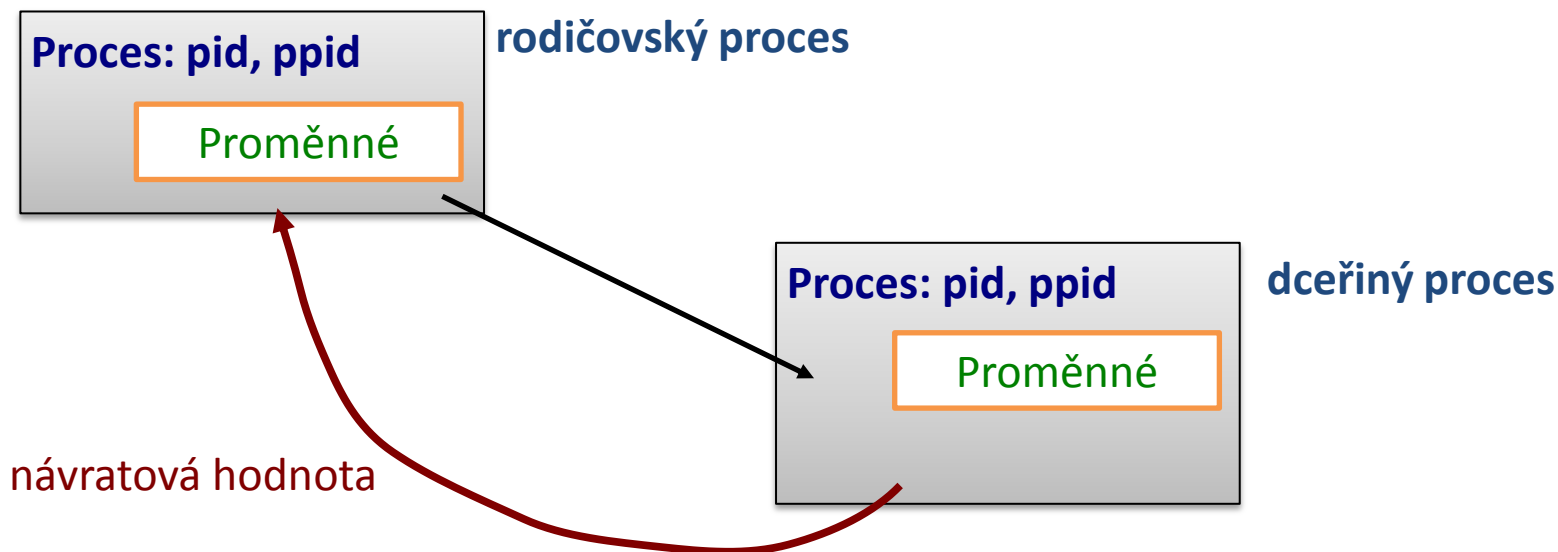 Proces: pid, ppid
rodičovský proces
Proměnné
Proces: pid, ppid
dceřiný proces
Proměnné
návratová hodnota